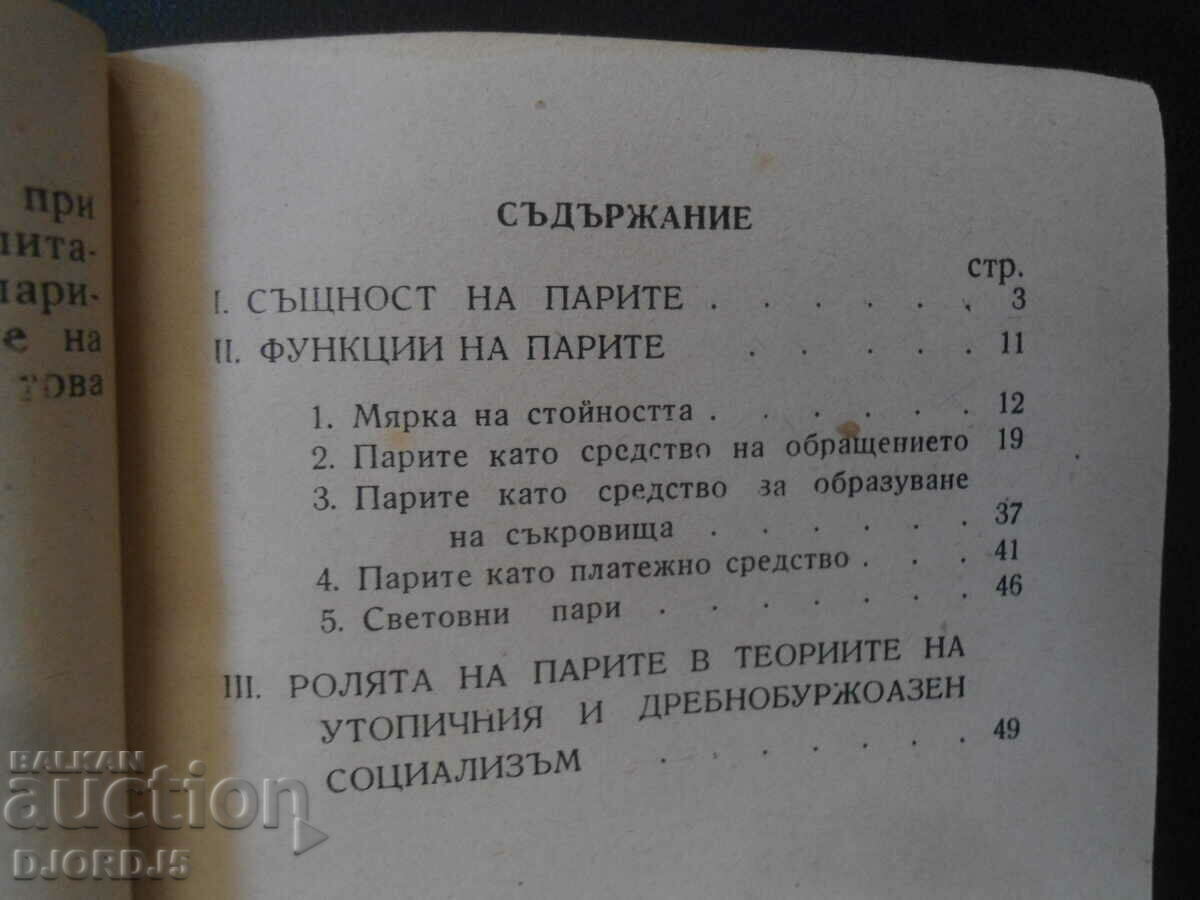 при
пита-
пари-
е на
това
СЪДЪРЖАНИЕ
стр.
I. СЪЩНОСТ НА ПАРИТЕ . . . . . . 3
II. ФУНКЦИИ НА ПАРИТЕ . . . . . 11
1. Мярка на стойността . . . . . . 12
2. Парите като средство на обращението 19
3. Парите като средство за образуване
на съкровища . . . . . . 37
4. Парите като платежно средство . . . 41
5. Световни пари . . . . . . . 46
III. РОЛЯТА НА ПАРИТЕ В ТЕОРИИТЕ НА
УТОПИЧНИЯ И ДРЕБНОБУРЖОАЗЕН
СОЦИАЛИЗЪМ . . . . . . 49
BALKAN
auction
DJORDJ5